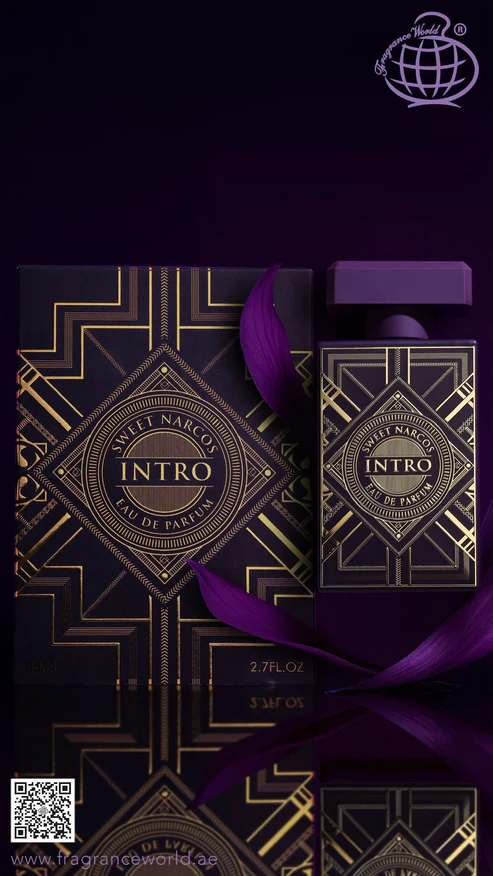 Fragrance World ®
SWEET NARCOS
INTRO
EAU DE PARFUM
SWEET NARCOS
INTRO
EAU DE PARFUM
2.7FL.OZ
www.fragranceworld.ae